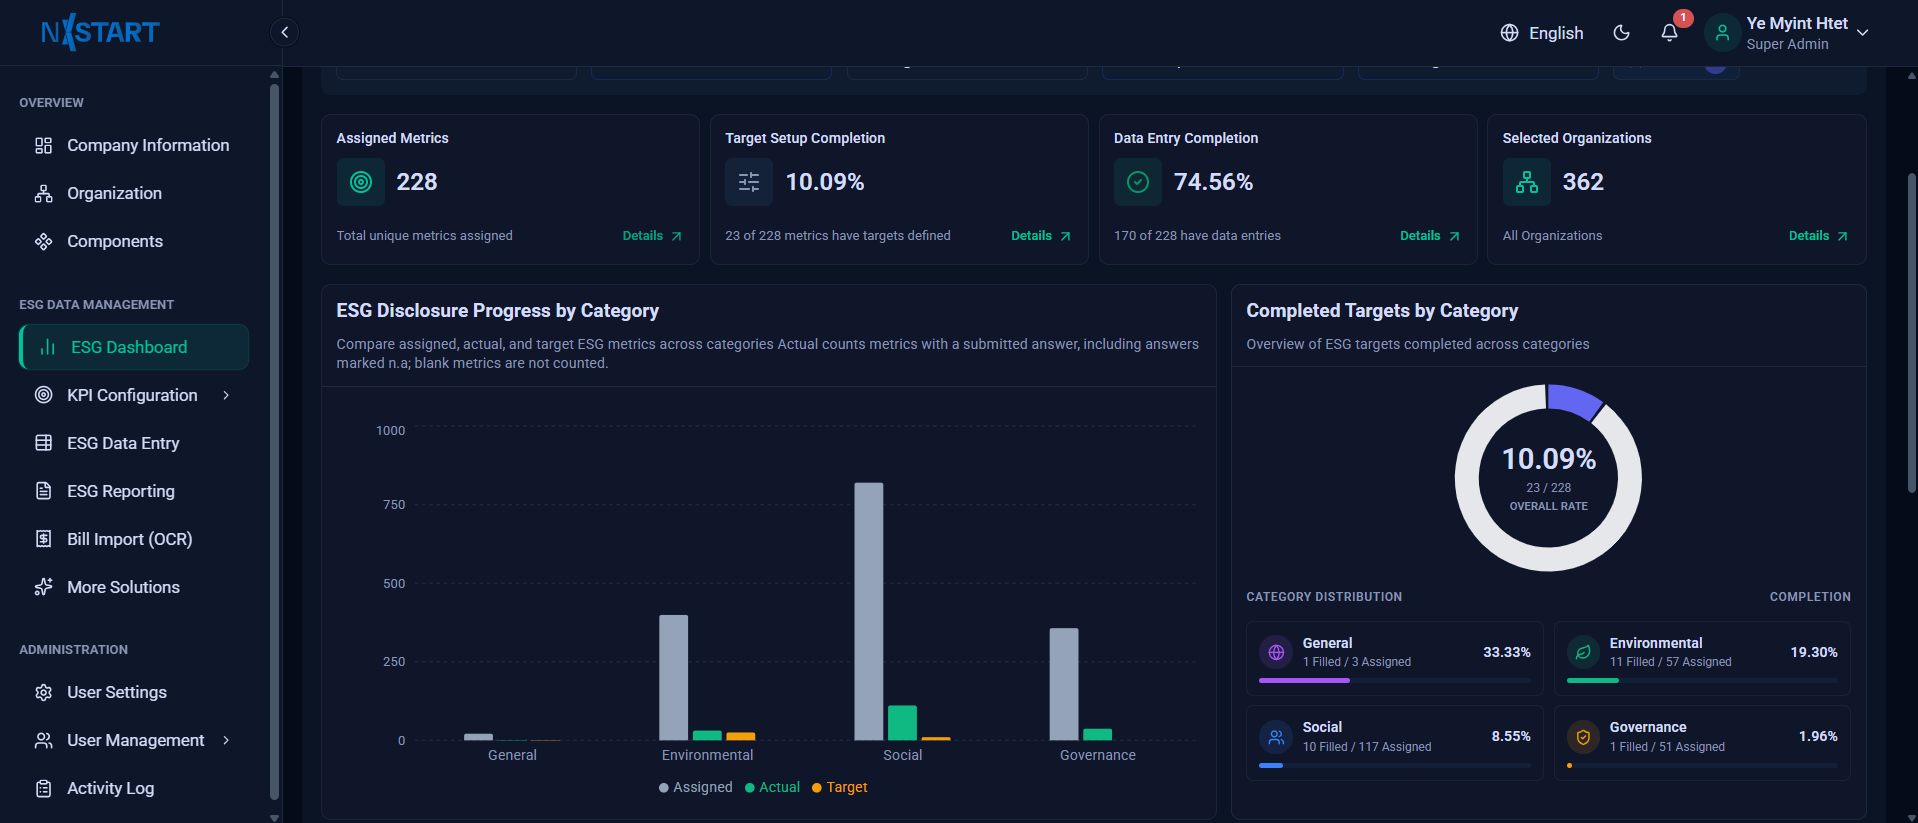 NXSTART
English
1
Ye Myint Htet
Super Admin
OVERVIEW
Company Information
Organization
Components
ESG DATA MANAGEMENT
ESG Dashboard
KPI Configuration
ESG Data Entry
ESG Reporting
Bill Import (OCR)
More Solutions
ADMINISTRATION
User Settings
User Management
Activity Log
Assigned Metrics
228
Total unique metrics assigned
Details
Target Setup Completion
10.09%
23 of 228 metrics have targets defined
Details
Data Entry Completion
74.56%
170 of 228 have data entries
Details
Selected Organizations
362
All Organizations
Details
ESG Disclosure Progress by Category
Compare assigned, actual, and target ESG metrics across categories Actual counts metrics with a submitted answer, including answers
marked n.a; blank metrics are not counted.
1000
750
500
250
0
General
Environmental
Social
Governance
Assigned
Actual
Target
Completed Targets by Category
Overview of ESG targets completed across categories
10.09%
23 / 228
OVERALL RATE
CATEGORY DISTRIBUTION
COMPLETION
General
1 Filled / 3 Assigned
33.33%
Environmental
11 Filled / 57 Assigned
19.30%
Social
10 Filled / 117 Assigned
8.55%
Governance
1 Filled / 51 Assigned
1.96%